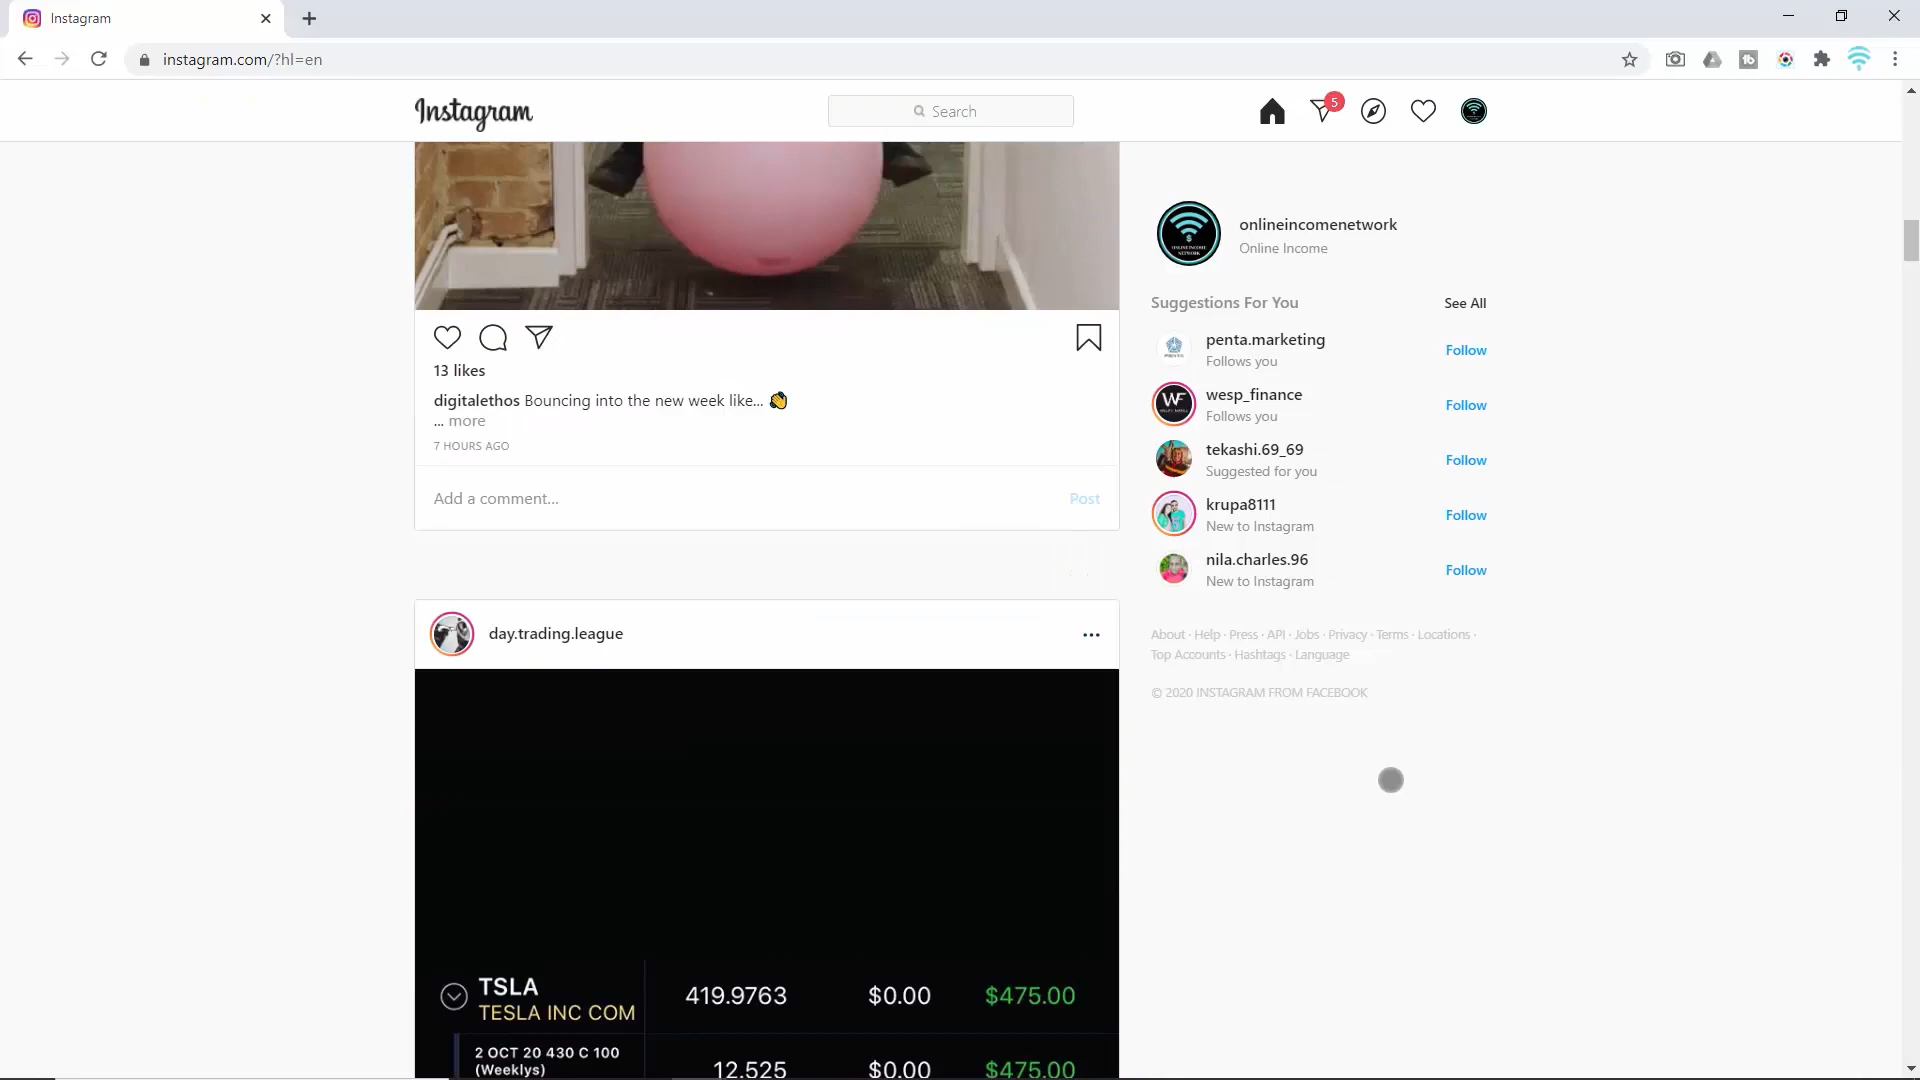 Instagram
instagram.com/?hl=en
Instagram
Search
5
onlineincomenetwork
Online Income
Suggestions For You
See All
penta.marketing
Follows you
Follow
wesp_finance
Follows you
Follow
tekashi.69_69
Suggested for you
Follow
krupa8111
New to Instagram
Follow
nila.charles.96
New to Instagram
Follow
About · Help · Press · API · Jobs · Privacy · Terms · Locations ·
Top Accounts · Hashtags · Language
© 2020 INSTAGRAM FROM FACEBOOK
13 likes
digitalethos Bouncing into the new week like... 👏
... more
7 HOURS AGO
Add a comment...
Post
day.trading.league
TSLA
TESLA INC COM
419.9763
$0.00
$475.00
2 OCT 20 430 C 100
(Weeklys)
12.525
$0.00
$475.00